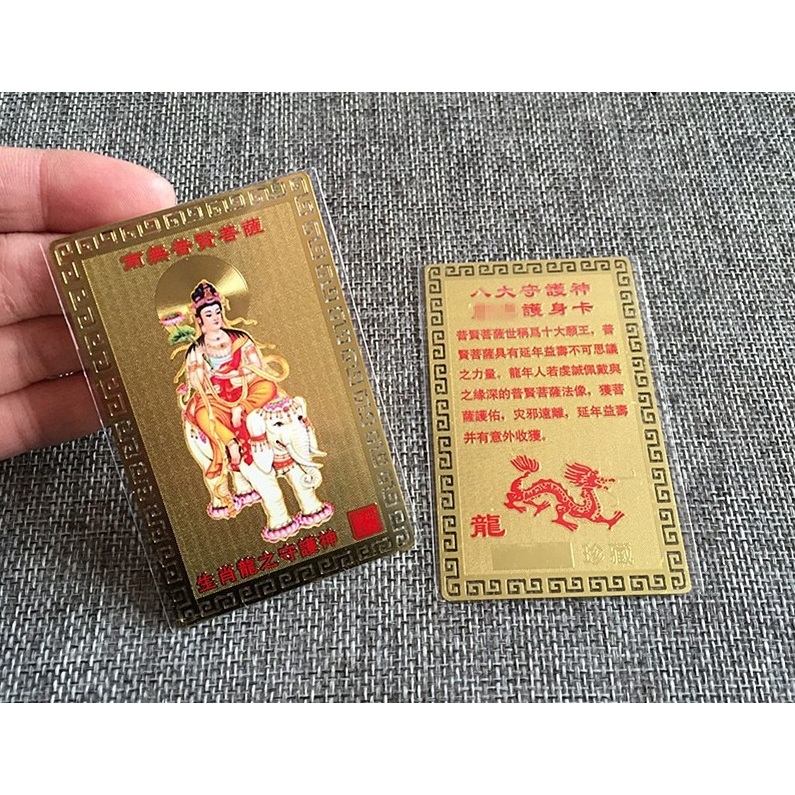 南無普賢菩薩
生肖龍之守護神
八大守護神
護身卡
普賢菩薩世稱爲十大願王，普
賢菩薩具有延年益壽不可思議
之力量。龍年人若虔誠佩戴與
之緣深的普賢菩薩法像，獲菩
薩護佑，灾邪遠離，延年益壽
并有意外收獲。
龍
珍藏